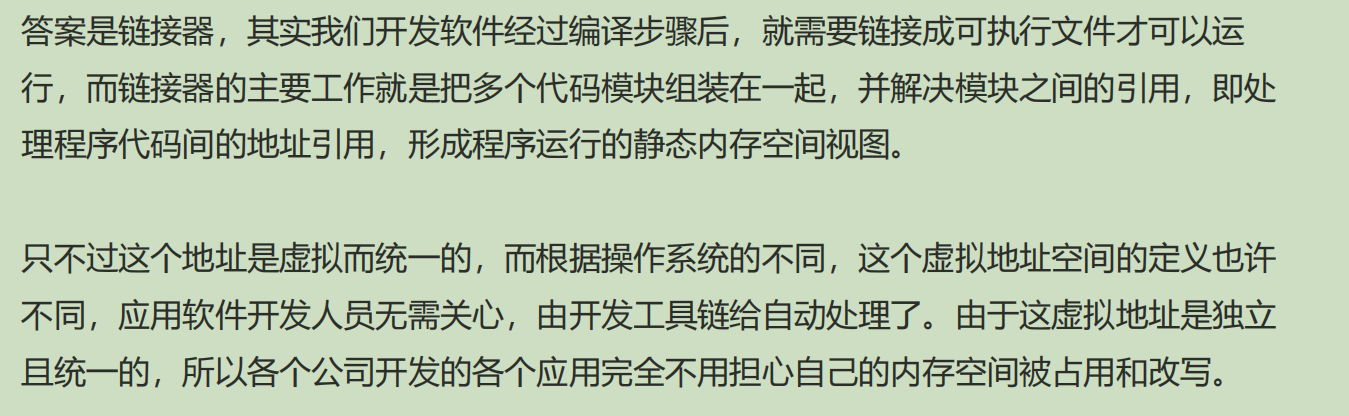 答案是链接器，其实我们开发软件经过编译步骤后，就需要链接成可执行文件才可以运
行，而链接器的主要工作就是把多个代码模块组装在一起，并解决模块之间的引用，即处
理程序代码间的地址引用，形成程序运行的静态内存空间视图。
只不过这个地址是虚拟而统一的，而根据操作系统的不同，这个虚拟地址空间的定义也许
不同，应用软件开发人员无需关心，由开发工具链给自动处理了。由于这虚拟地址是独立
且统一的，所以各个公司开发的各个应用完全不用担心自己的内存空间被占用和改写。